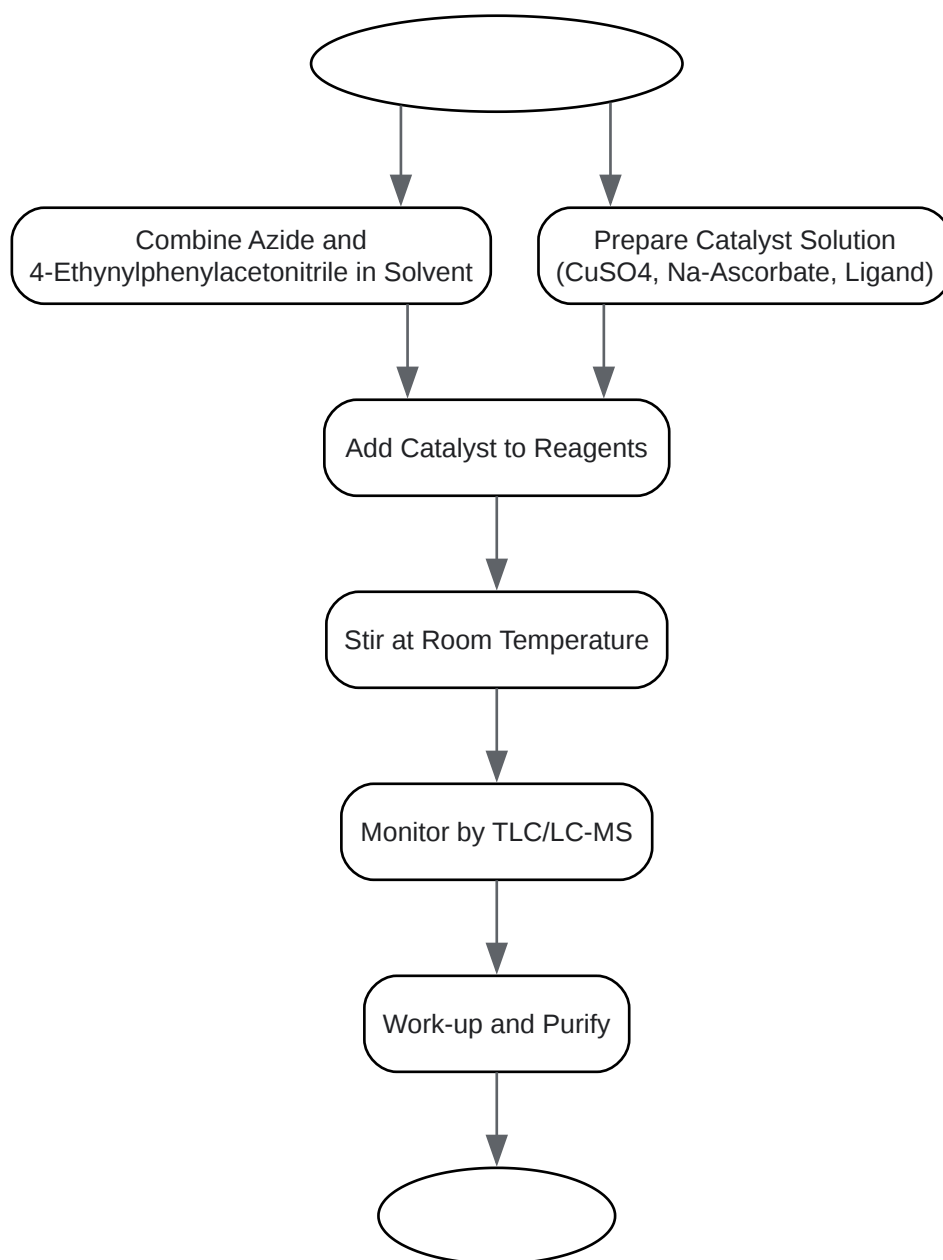 Combine Azide and
4-Ethynylphenylacetonitrile in Solvent
Prepare Catalyst Solution
(CuSO4, Na-Ascorbate, Ligand)
Add Catalyst to Reagents
Stir at Room Temperature
Monitor by TLC/LC-MS
Work-up and Purify